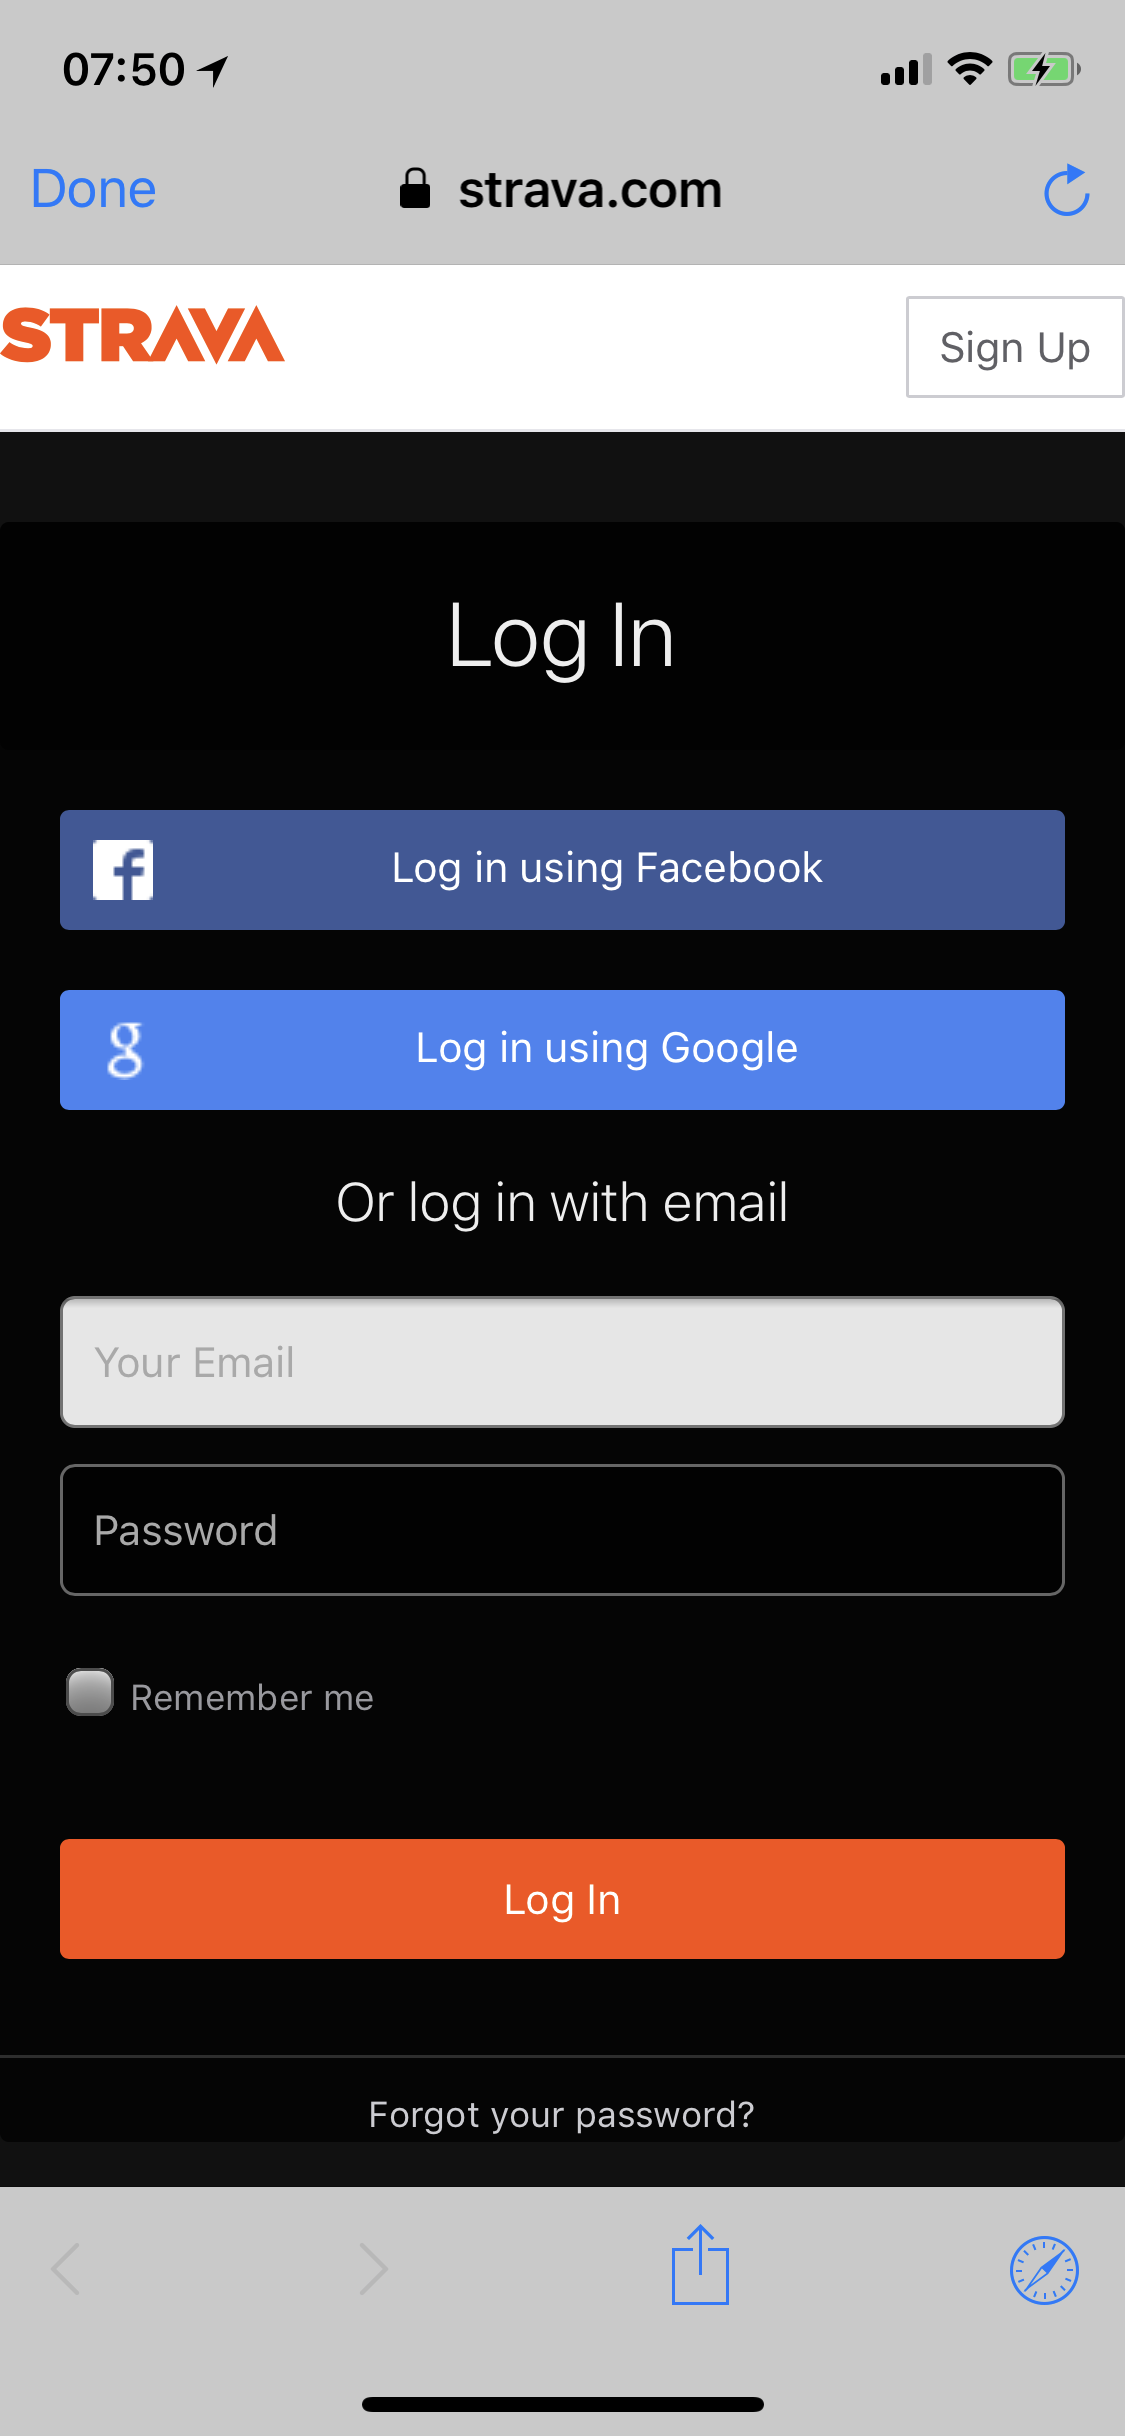 07:50
Done
strava.com
STRAVA
Sign Up
Log In
f
Log in using Facebook
g
Log in using Google
Or log in with email
Your Email
Password
Remember me
Log In
Forgot your password?